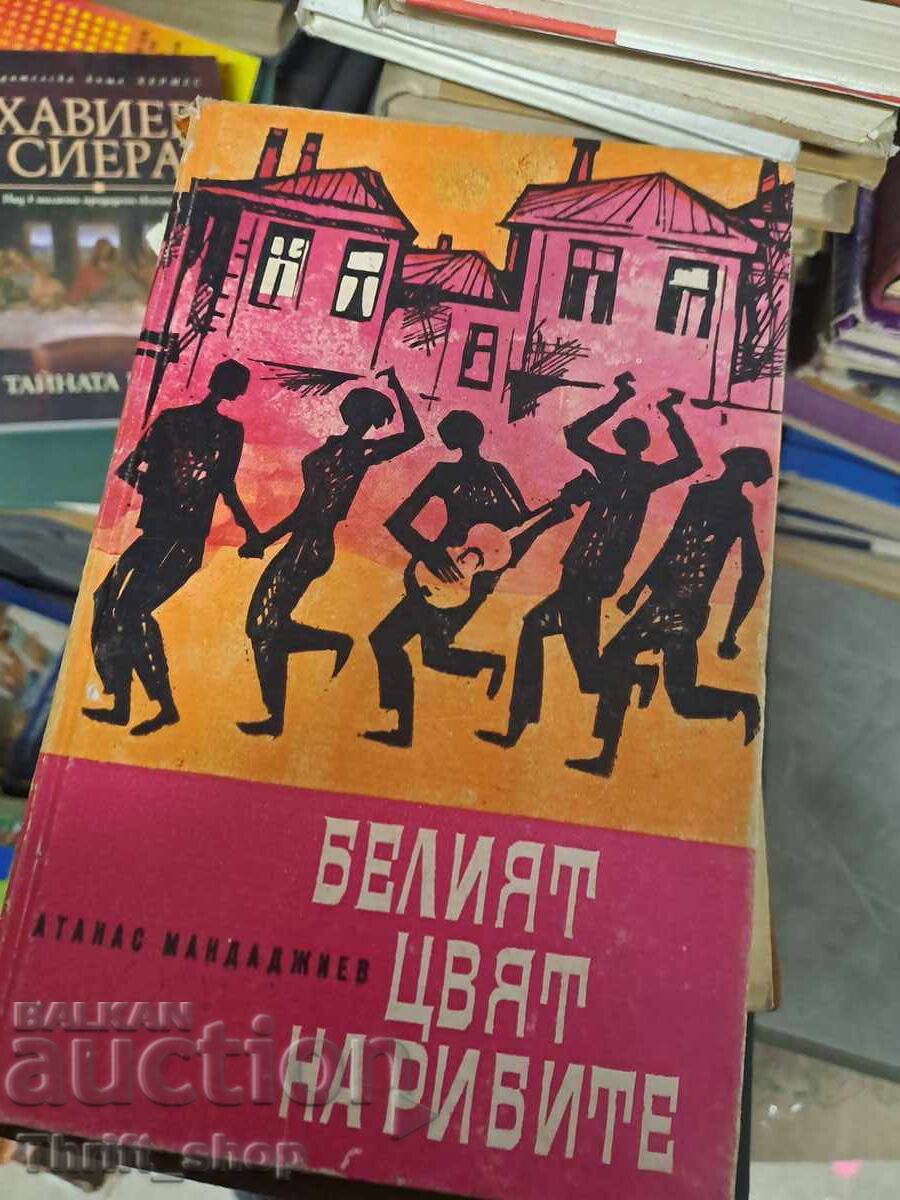 ХАВИЕР
СИЕРА
ТАЙНАТА
БЕЛИЯТ
ЦВЯТ
НА РИБИТЕ
АТАНАС МАНДАДЖИЕВ
BALKAN
auction
Thrift_shop